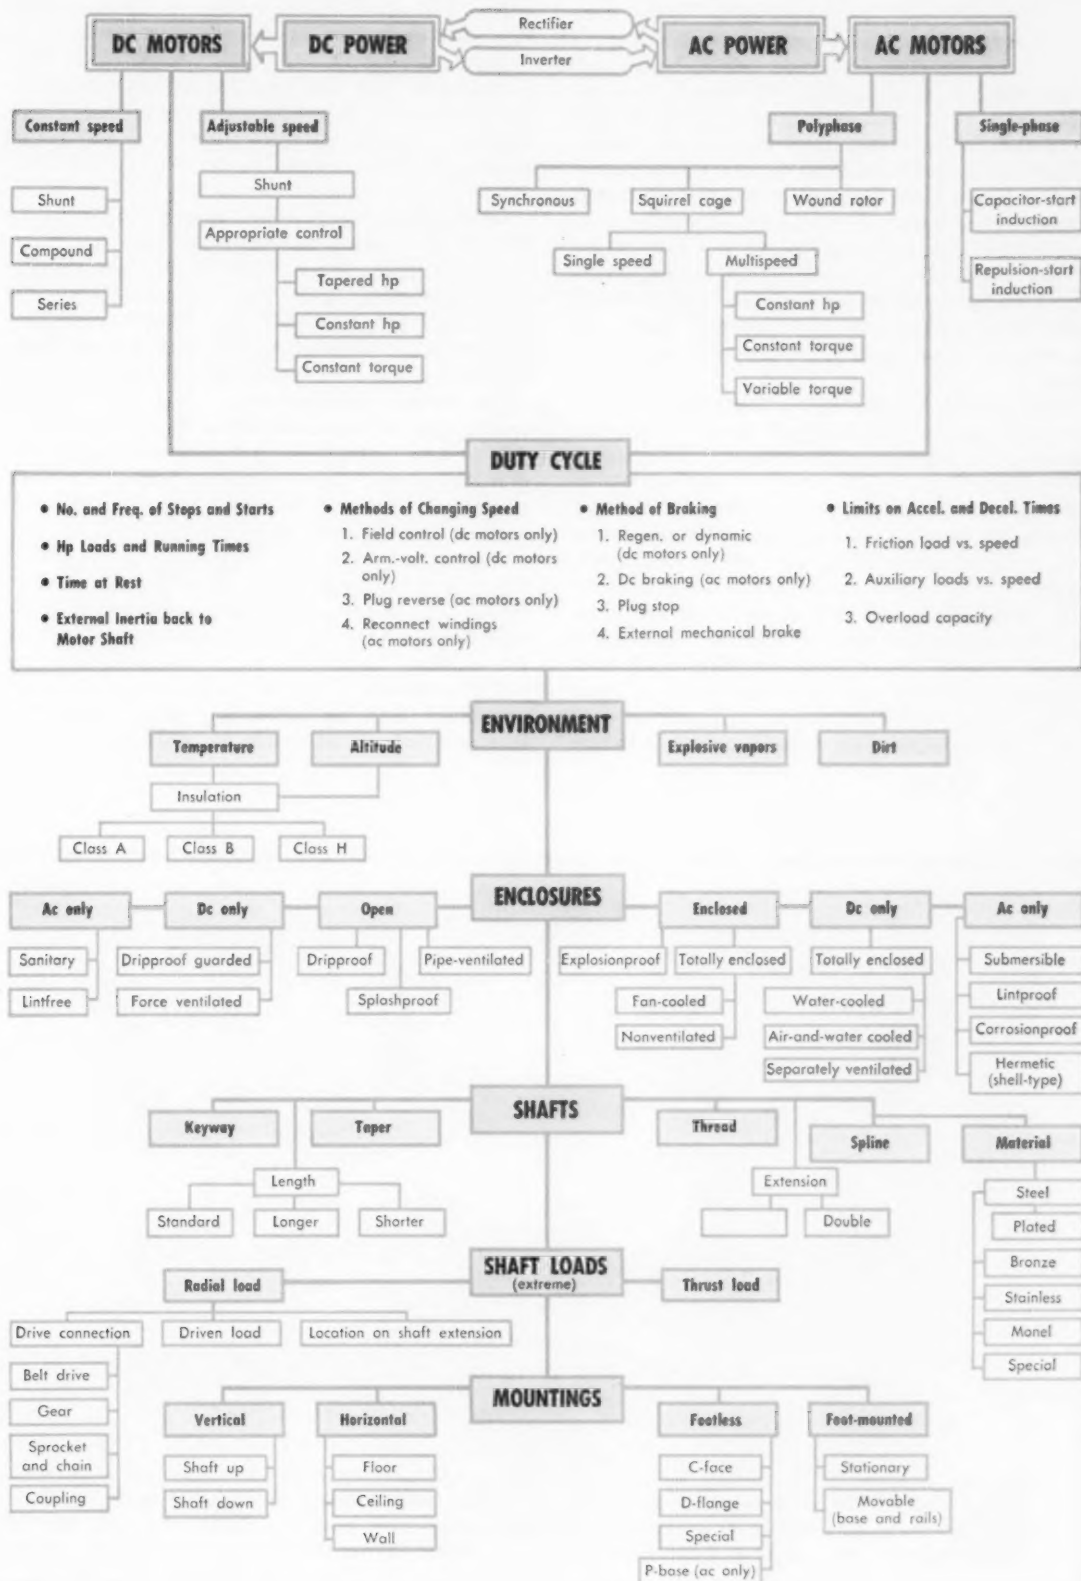 DC MOTORS
DC POWER
Rectifier
Inverter
AC POWER
AC MOTORS
Constant speed
Adjustable speed
Polyphase
Single-phase
Shunt
Compound
Series
Shunt
Appropriate control
Tapered hp
Constant hp
Constant torque
Synchronous
Squirrel cage
Wound rotor
Single speed
Multispeed
Constant hp
Constant torque
Variable torque
Capacitor-start
induction
Repulsion-start
induction
DUTY CYCLE
• No. and Freq. of Stops and Starts
• Hp Loads and Running Times
• Time at Rest
• External Inertia back to
Motor Shaft
• Methods of Changing Speed
1. Field control (dc motors only)
2. Arm.-volt. control (dc motors
only)
3. Plug reverse (ac motors only)
4. Reconnect windings
(ac motors only)
• Method of Braking
1. Regen. or dynamic
(dc motors only)
2. Dc braking (ac motors only)
3. Plug stop
4. External mechanical brake
• Limits on Accel. and Decel. Times
1. Friction load vs. speed
2. Auxiliary loads vs. speed
3. Overload capacity
ENVIRONMENT
Temperature
Altitude
Explosive vapors
Dirt
Insulation
Class A
Class B
Class H
ENCLOSURES
Ac only
Dc only
Open
Enclosed
Dc only
Ac only
Sanitary
Lintfree
Dripproof guarded
Force ventilated
Dripproof
Pipe-ventilated
Splashproof
Explosionproof
Totally enclosed
Fan-cooled
Nonventilated
Totally enclosed
Water-cooled
Air-and-water cooled
Separately ventilated
Submersible
Lintproof
Corrosionproof
Hermetic
(shell-type)
SHAFTS
Keyway
Taper
Thread
Spline
Material
Length
Standard
Longer
Shorter
Extension
Double
Steel
Plated
Bronze
Stainless
Monel
Special
SHAFT LOADS
(extreme)
Radial load
Thrust load
Drive connection
Driven load
Location on shaft extension
Belt drive
Gear
Sprocket
and chain
Coupling
MOUNTINGS
Vertical
Horizontal
Footless
Foot-mounted
Shaft up
Shaft down
Floor
Ceiling
Wall
C-face
D-flange
Special
P-base (ac only)
Stationary
Movable
(base and rails)